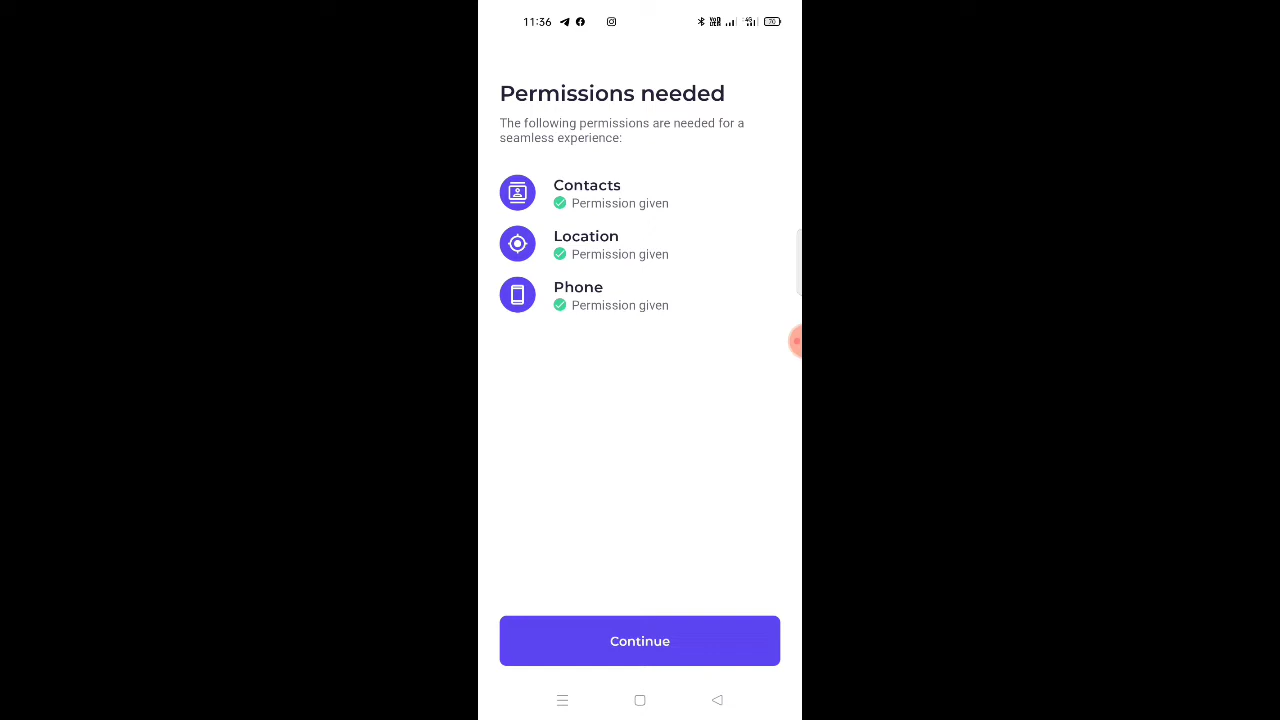 11:36
70
Permissions needed
The following permissions are needed for a
seamless experience:
Contacts
Permission given
Location
Permission given
Phone
Permission given
Continue